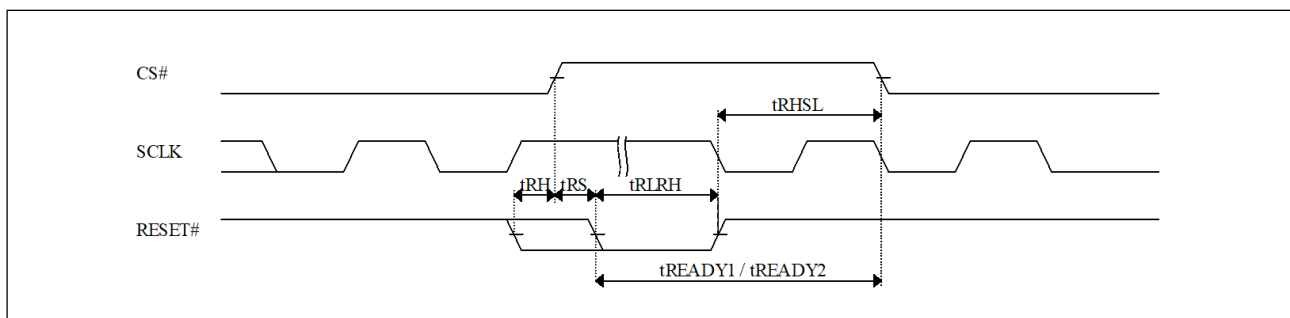 CS#
tRHSL
SCLK
tRH tRS tRLRH
RESET#
tREADY1 / tREADY2